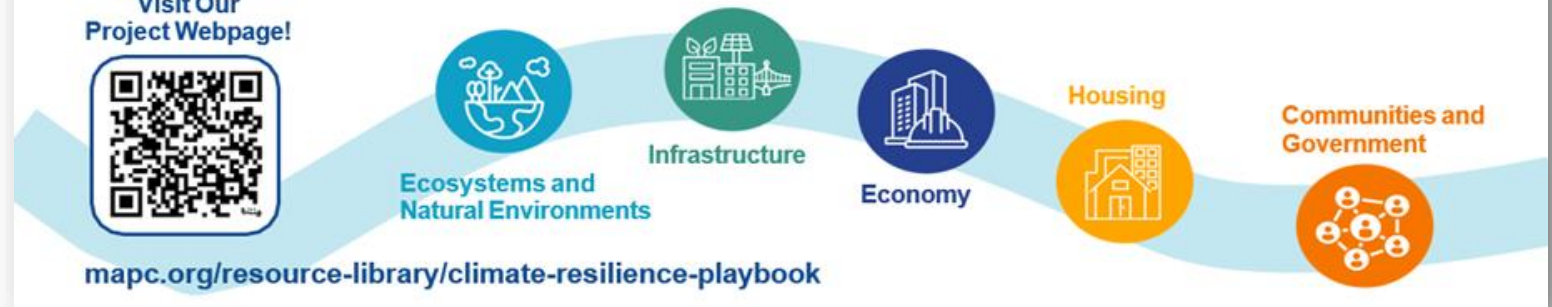 Visit Our
Project Webpage!
Ecosystems and
Natural Environments
Infrastructure
Economy
Housing
Communities and
Government
mapc.org/resource-library/climate-resilience-playbook